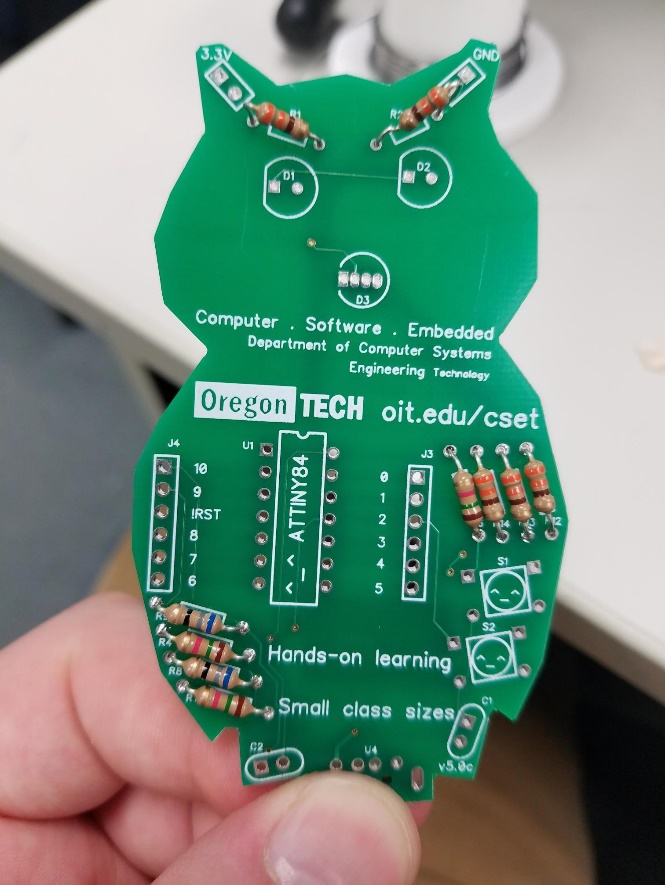 3.3V
GND
R1
D1
D2
D3
Computer . Software . Embedded
Department of Computer Systems
Engineering Technology
Oregon TECH oit.edu/cset
J4
U1
J3
10
9
!RST
8
7
6
ATTINY84
<- <
0
1
2
3
4
5
S1
S2
R4
R8
Hands-on learning
Small class sizes
C1
C2
U4
v5.0c